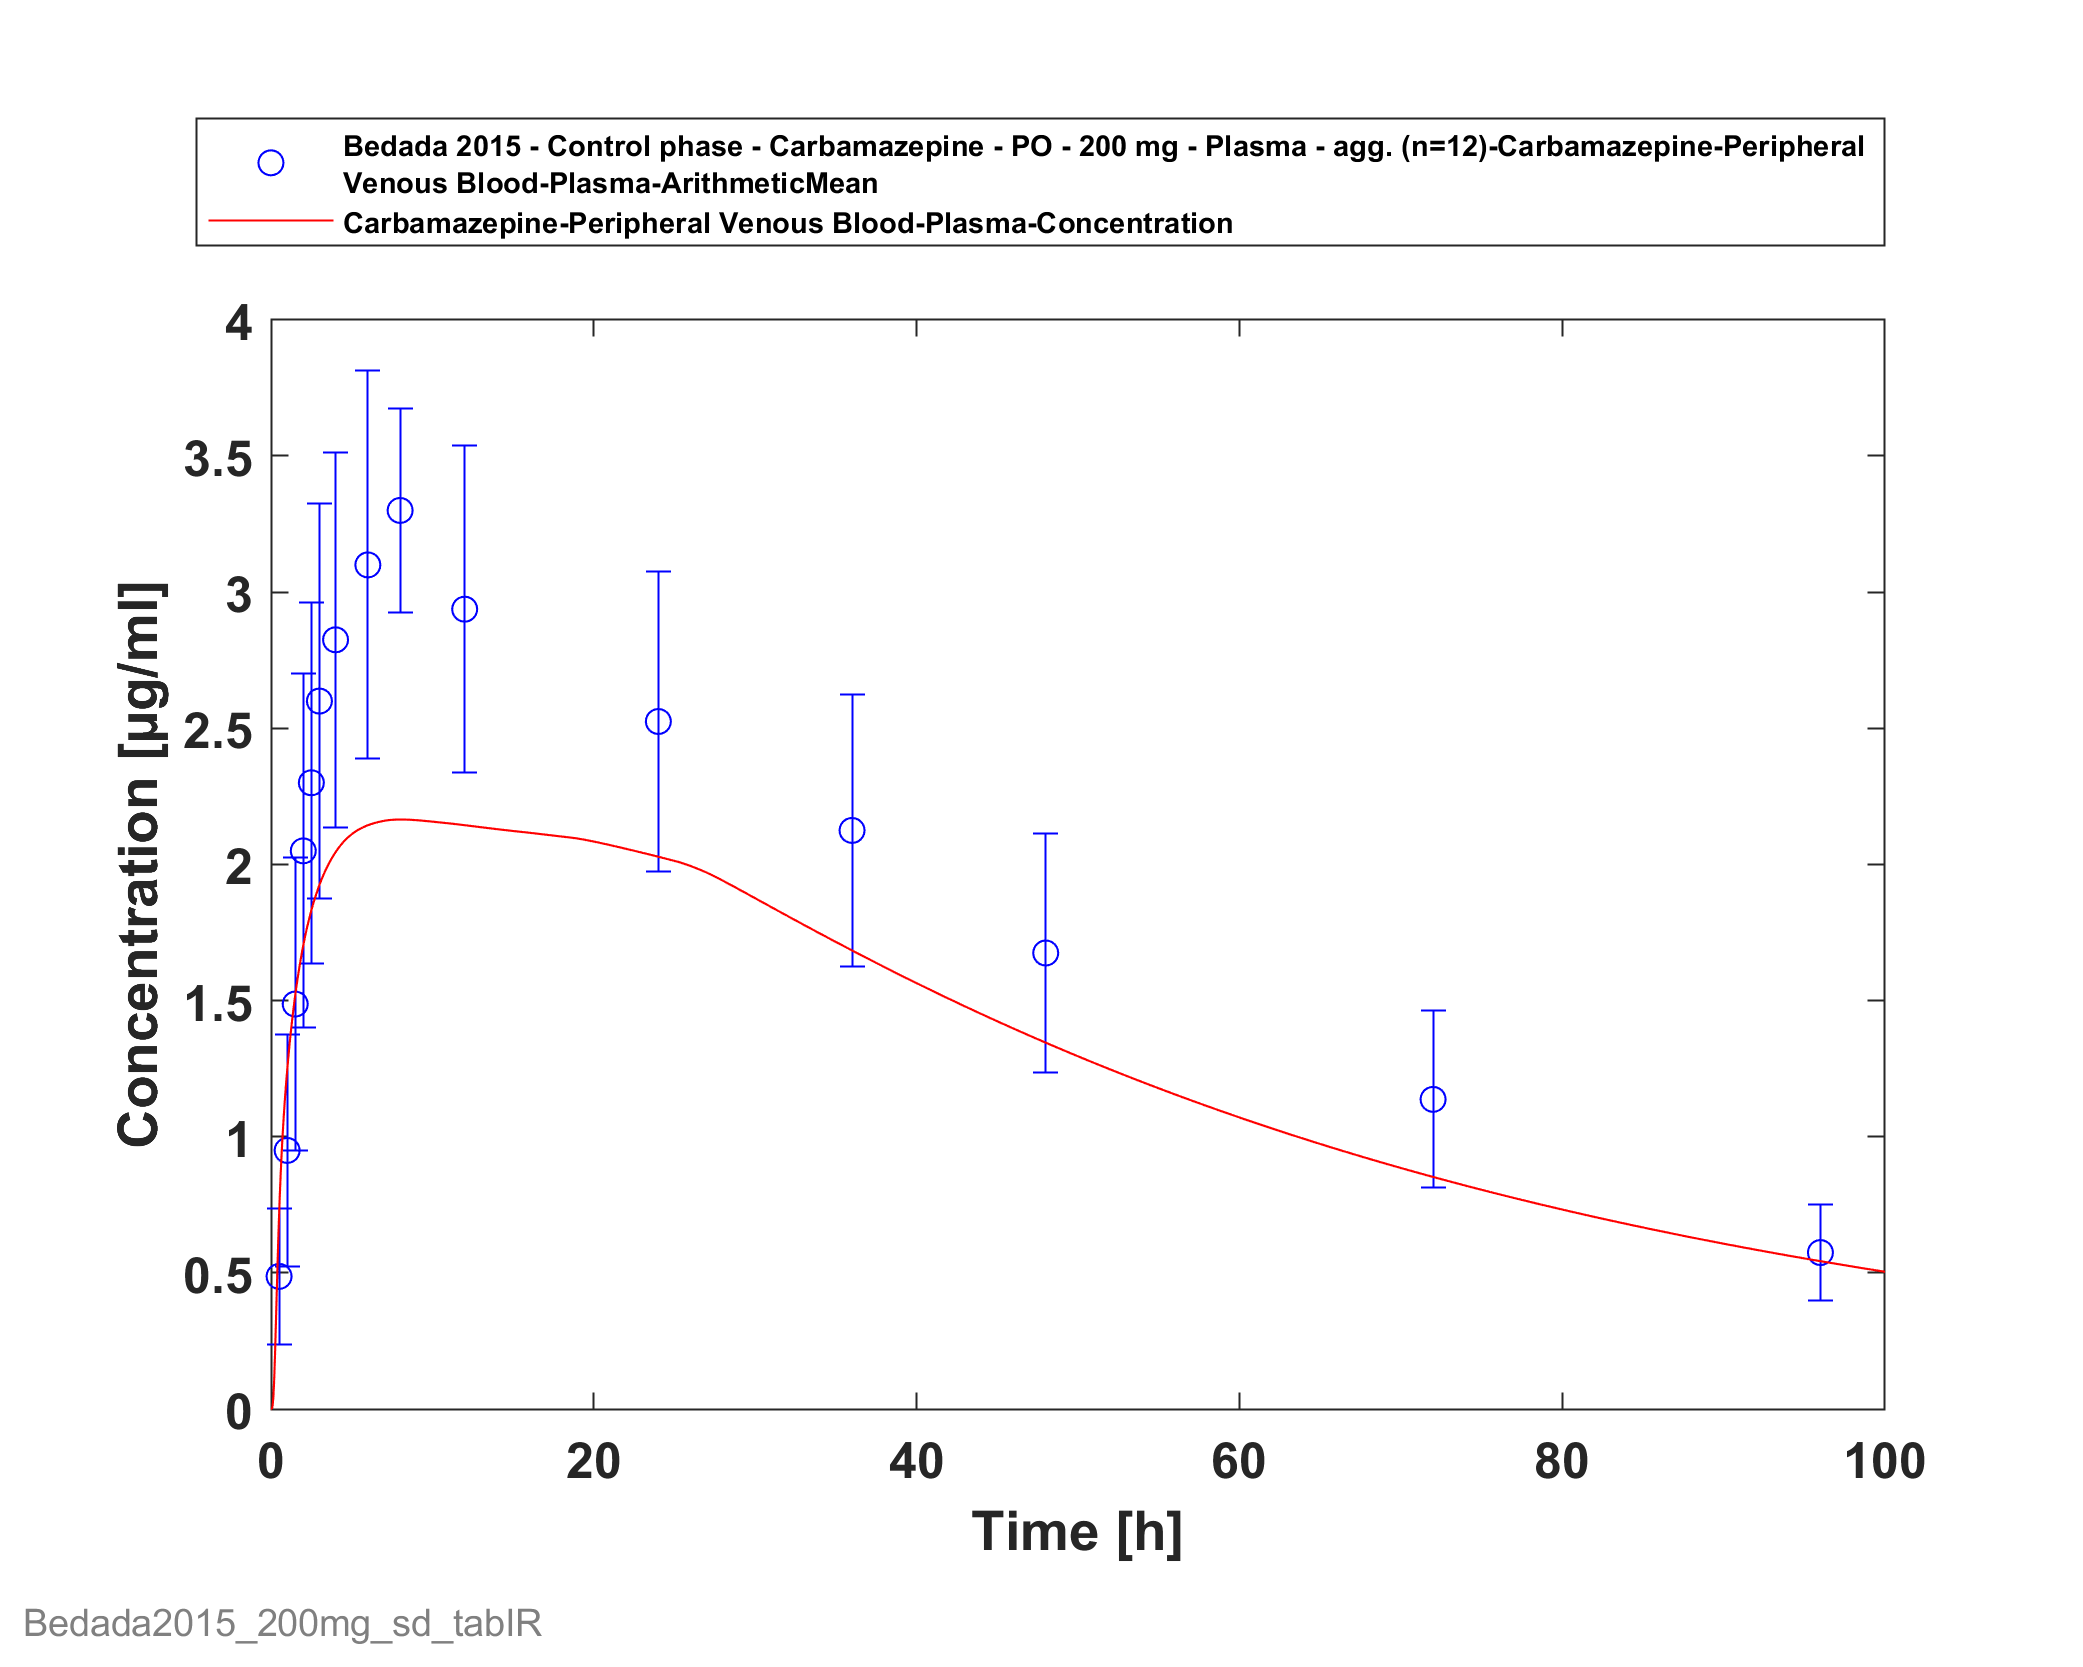 Bedada 2015 - Control phase - Carbamazepine - PO - 200 mg - Plasma - agg. (n=12)-Carbamazepine-Peripheral
Venous Blood-Plasma-ArithmeticMean
Carbamazepine-Peripheral Venous Blood-Plasma-Concentration
4
3.5
3
2.5
2
1.5
1
0.5
0
Concentration [µg/ml]
0 20 40 60 80 100
Time [h]
Bedada2015_200mg_sd_tabIR